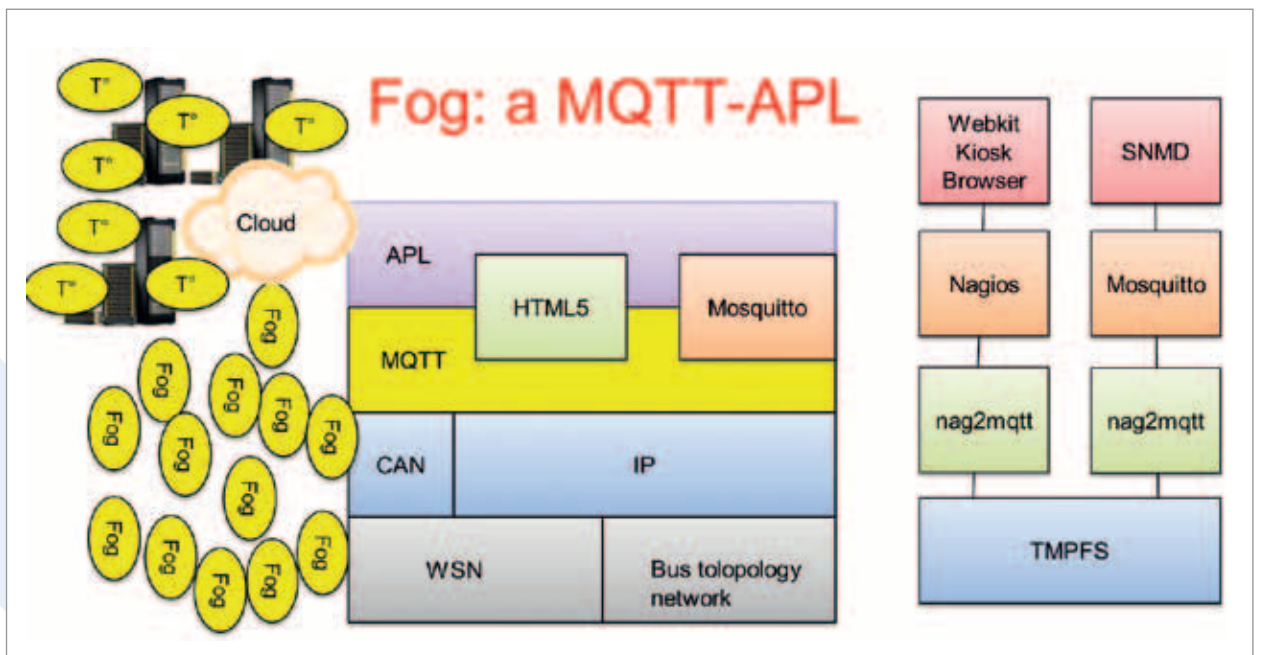 Fog: a MQTT-APL
T°
T°
T°
T°
T°
T°
T°
Cloud
Fog
Fog
Fog
Fog
Fog
Fog
Fog
Fog
Fog
Fog
Fog
Fog
Fog
APL
HTML5
Mosquitto
MQTT
CAN
IP
WSN
Bus tolopology
network
Webkit
Kiosk
Browser
SNMD
Nagios
Mosquitto
nag2mqtt
nag2mqtt
TMPFS